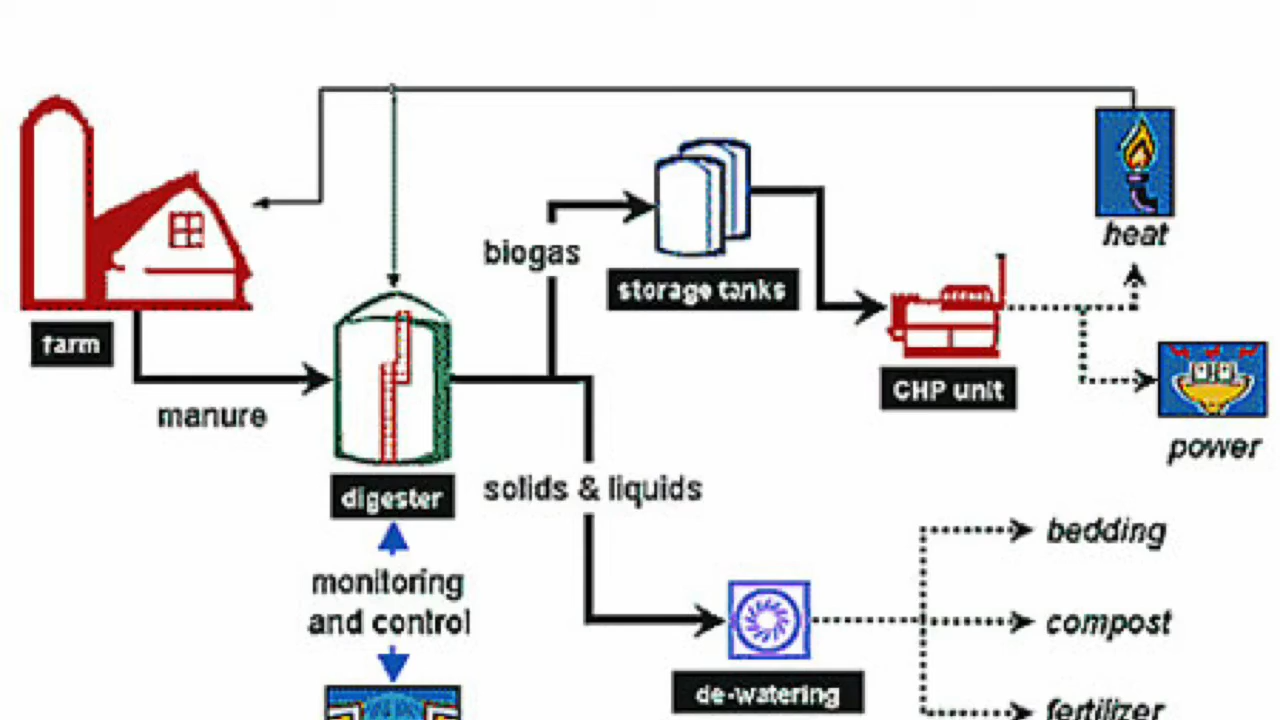 heat
biogas
storage tanks
farm
CHP unit
manure
power
digester
solids & liquids
bedding
monitoring
and control
compost
de-watering
fertilizer